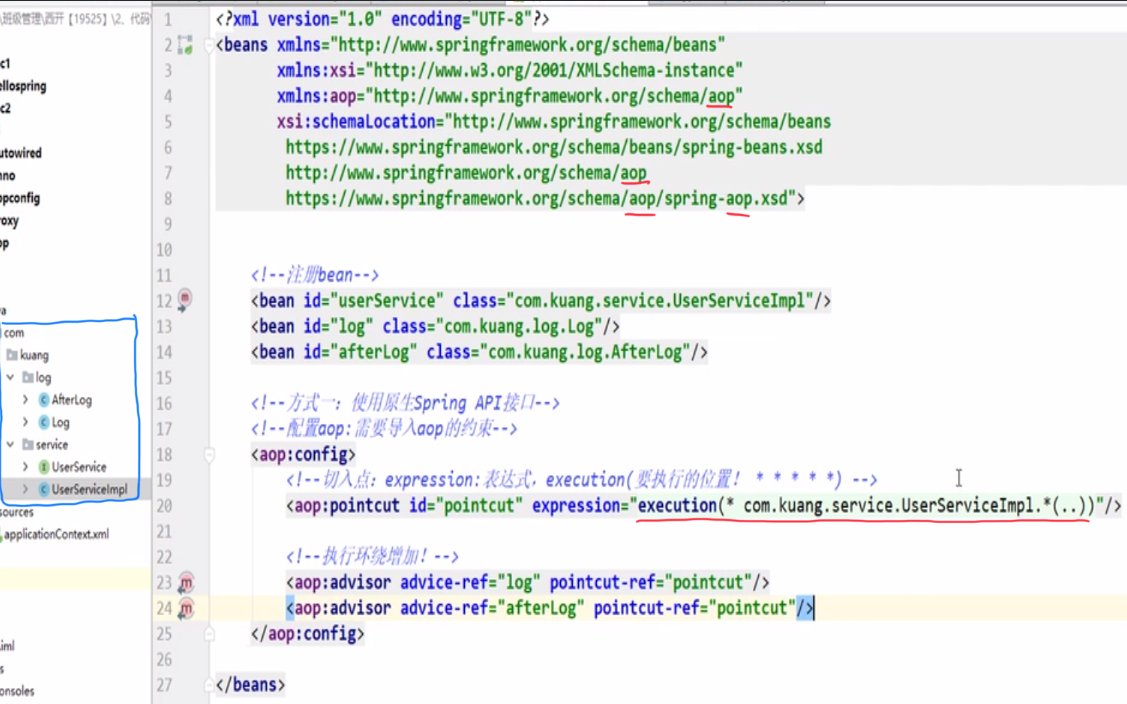 \班级管理\西开【19525】\2、代码
c1
ellospring
c2
utowired
nno
ppconfig
roxy
op
va
com
kuang
log
AfterLog
Log
service
UserService
UserServiceImpl
sources
applicationContext.xml
.iml
s
onsoles
1 <?xml version="1.0" encoding="UTF-8"?>
2 <beans xmlns="http://www.springframework.org/schema/beans"
3 xmlns:xsi="http://www.w3.org/2001/XMLSchema-instance"
4 xmlns:aop="http://www.springframework.org/schema/aop"
5 xsi:schemaLocation="http://www.springframework.org/schema/beans
6 https://www.springframework.org/schema/beans/spring-beans.xsd
7 http://www.springframework.org/schema/aop
8 https://www.springframework.org/schema/aop/spring-aop.xsd">
9
10
11 <!--注册bean-->
12 <bean id="userService" class="com.kuang.service.UserServiceImpl"/>
13 <bean id="log" class="com.kuang.log.Log"/>
14 <bean id="afterLog" class="com.kuang.log.AfterLog"/>
15
16 <!--方式一：使用原生Spring API接口-->
17 <!--配置aop:需要导入aop的约束-->
18 <aop:config>
19 <!--切入点：expression:表达式，execution(要执行的位置！ * * * * *) -->
20 <aop:pointcut id="pointcut" expression="execution(* com.kuang.service.UserServiceImpl.*(..))"/>
21
22 <!--执行环绕增加！-->
23 <aop:advisor advice-ref="log" pointcut-ref="pointcut"/>
24 <aop:advisor advice-ref="afterLog" pointcut-ref="pointcut"/>
25 </aop:config>
26
27 </beans>